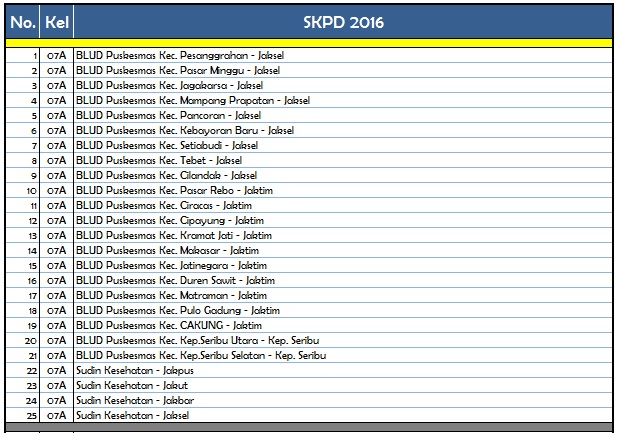 No. Kel SKPD 2016
1 07A BLUD Puskesmas Kec. Pesanggrahan - Jaksel
2 07A BLUD Puskesmas Kec. Pasar Minggu - Jaksel
3 07A BLUD Puskesmas Kec. Jagakarsa - Jaksel
4 07A BLUD Puskesmas Kec. Mampang Prapatan - Jaksel
5 07A BLUD Puskesmas Kec. Pancoran - Jaksel
6 07A BLUD Puskesmas Kec. Kebayoran Baru - Jaksel
7 07A BLUD Puskesmas Kec. Setiabudi - Jaksel
8 07A BLUD Puskesmas Kec. Tebet - Jaksel
9 07A BLUD Puskesmas Kec. Cilandak - Jaksel
10 07A BLUD Puskesmas Kec. Pasar Rebo - Jaktim
11 07A BLUD Puskesmas Kec. Ciracas - Jaktim
12 07A BLUD Puskesmas Kec. Cipayung - Jaktim
13 07A BLUD Puskesmas Kec. Kramat Jati - Jaktim
14 07A BLUD Puskesmas Kec. Makasar - Jaktim
15 07A BLUD Puskesmas Kec. Jatinegara - Jaktim
16 07A BLUD Puskesmas Kec. Duren Sawit - Jaktim
17 07A BLUD Puskesmas Kec. Matraman - Jaktim
18 07A BLUD Puskesmas Kec. Pulo Gadung - Jaktim
19 07A BLUD Puskesmas Kec. CAKUNG - Jaktim
20 07A BLUD Puskesmas Kec. Kep.Seribu Utara - Kep. Seribu
21 07A BLUD Puskesmas Kec. Kep.Seribu Selatan - Kep. Seribu
22 07A Sudin Kesehatan - Jakpus
23 07A Sudin Kesehatan - Jakut
24 07A Sudin Kesehatan - Jakbar
25 07A Sudin Kesehatan - Jaksel